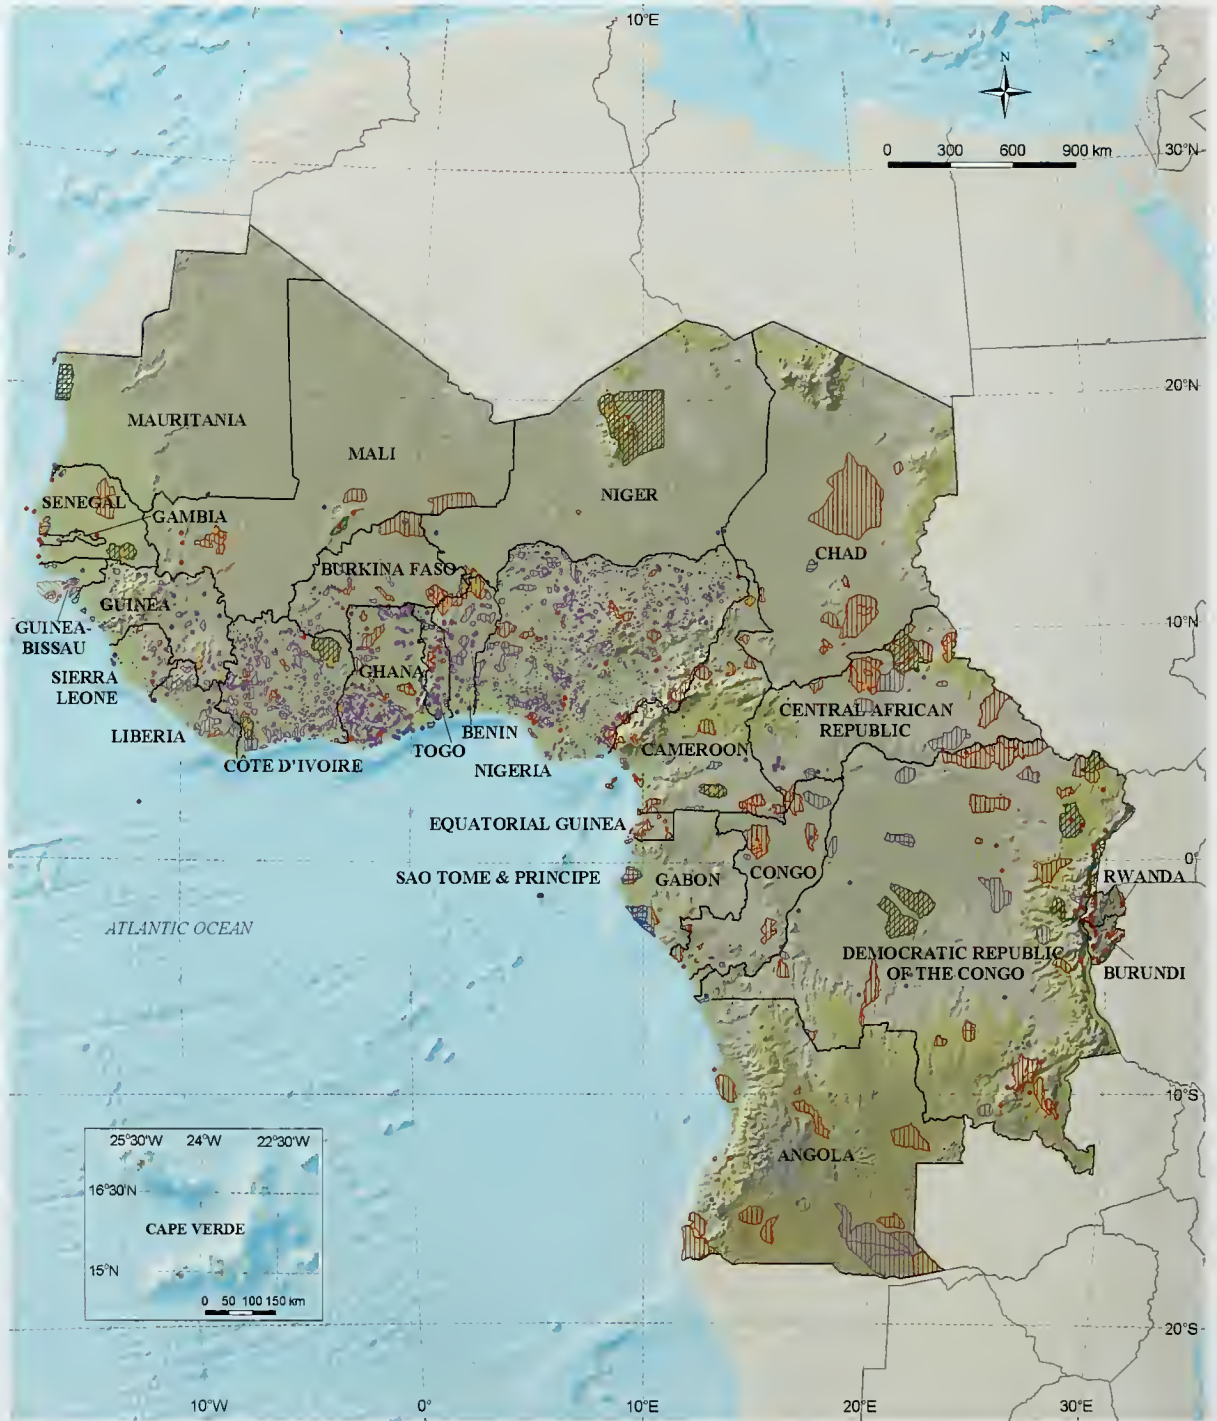 10°E
N
0 300 600 900 km
30°N
20°N
MAURITANIA
MALI
NIGER
SENEGAL
GAMBIA
CHAD
BURKINA FASO
GUINEA
10°N
GUINEA-
BISSAU
GHANA
SIERRA
LEONE
CENTRAL AFRICAN
REPUBLIC
LIBERIA
BENIN
TOGO
CAMEROON
CÔTE D'IVOIRE
NIGERIA
EQUATORIAL GUINEA
0°
SAO TOME & PRINCIPE
GABON
CONGO
RWANDA
ATLANTIC OCEAN
DEMOCRATIC REPUBLIC
OF THE CONGO
BURUNDI
10°S
25°30'W 24°W 22°30'W
ANGOLA
16°30'N
CAPE VERDE
15°N
0 50 100 150 km
20°S
10°W 0° 10°E 20°E 30°E